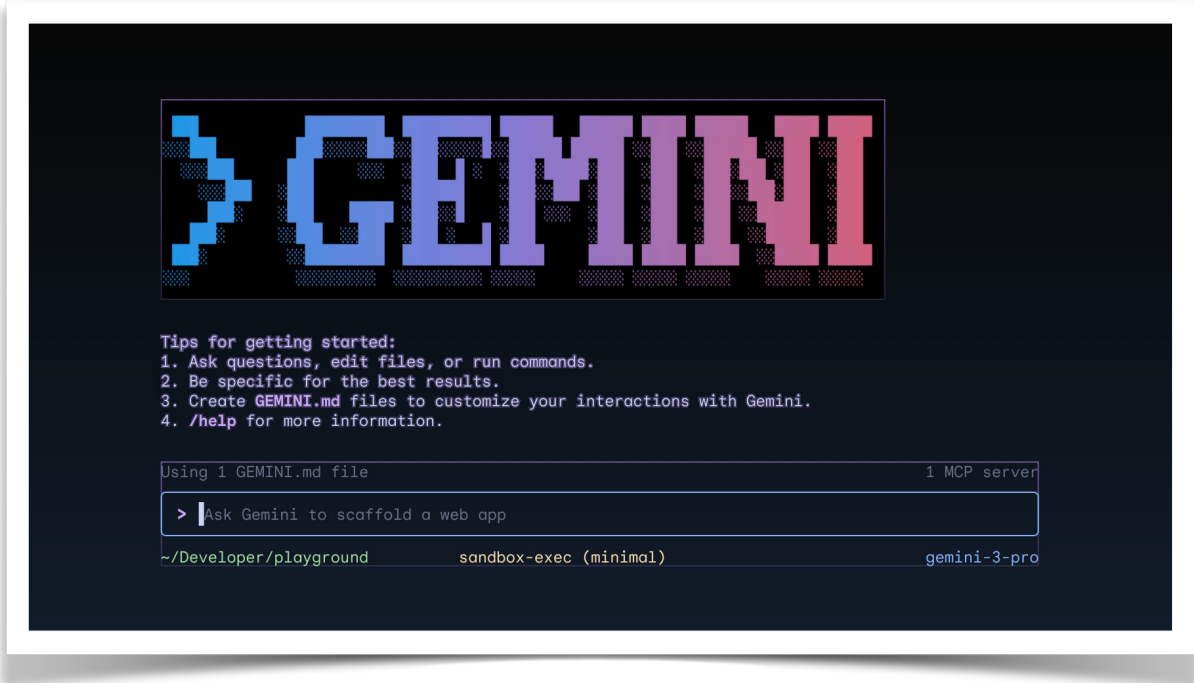 > GEMINI
Tips for getting started:
1. Ask questions, edit files, or run commands.
2. Be specific for the best results.
3. Create GEMINI.md files to customize your interactions with Gemini.
4. /help for more information.
Using 1 GEMINI.md file 1 MCP server
> Ask Gemini to scaffold a web app
~/Developer/playground sandbox-exec (minimal) gemini-3-pro